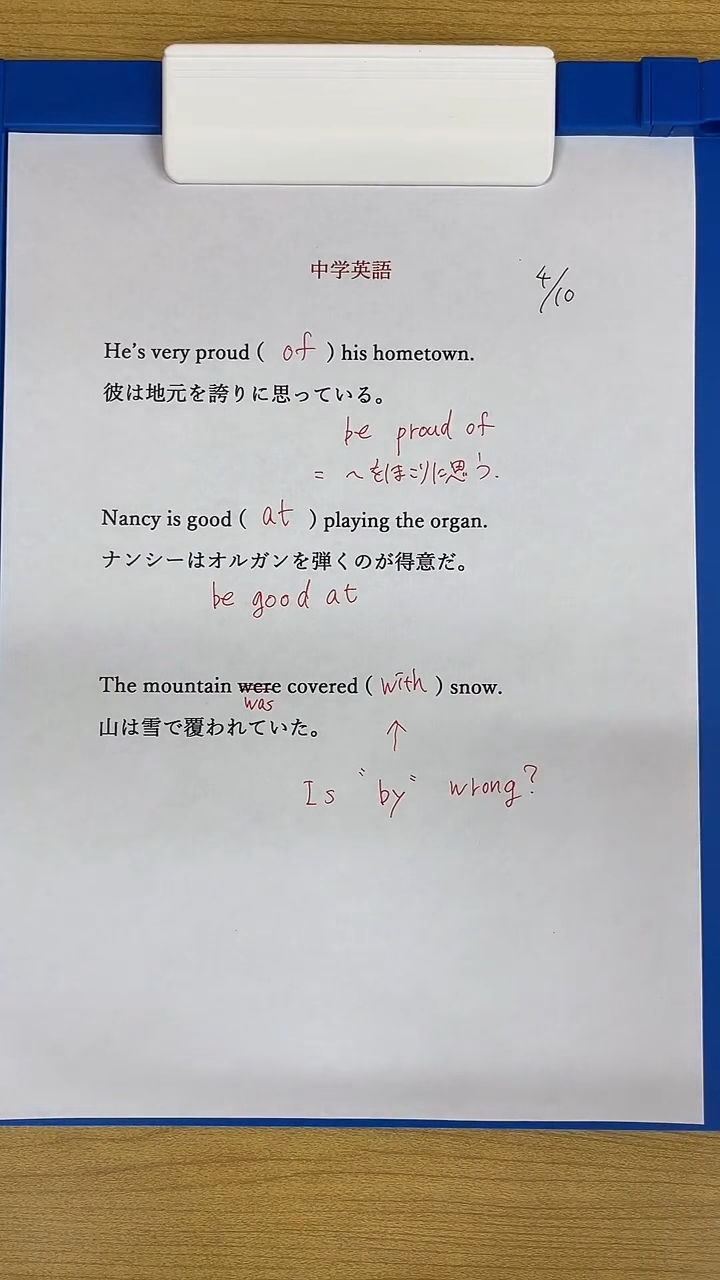 中学英語
4/10
He's very proud ( of ) his hometown.
彼は地元を誇りに思っている。
be proud of
= ~をほこりに思う.
Nancy is good ( at ) playing the organ.
ナンシーはオルガンを弾くのが得意だ。
be good at
The mountain were covered ( with ) snow.
was
山は雪で覆われていた。
↑
Is "by" wrong?